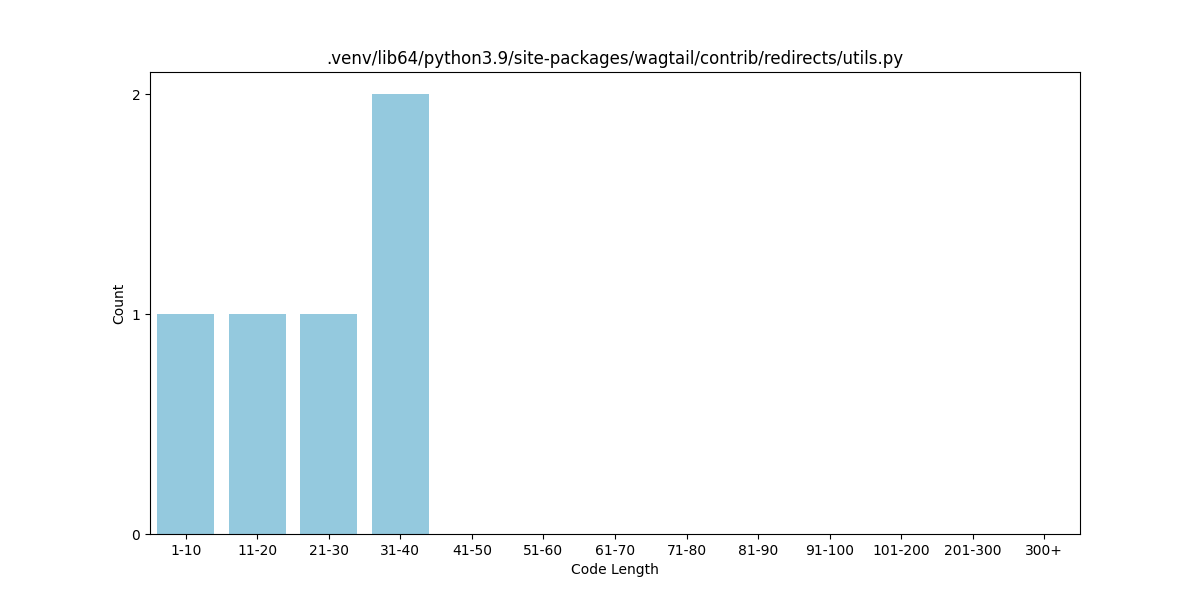 .venv/lib64/python3.9/site-packages/wagtail/contrib/redirects/utils.py
2
1
0
Count
1-10 11-20 21-30 31-40 41-50 51-60 61-70 71-80 81-90 91-100 101-200 201-300 300+
Code Length